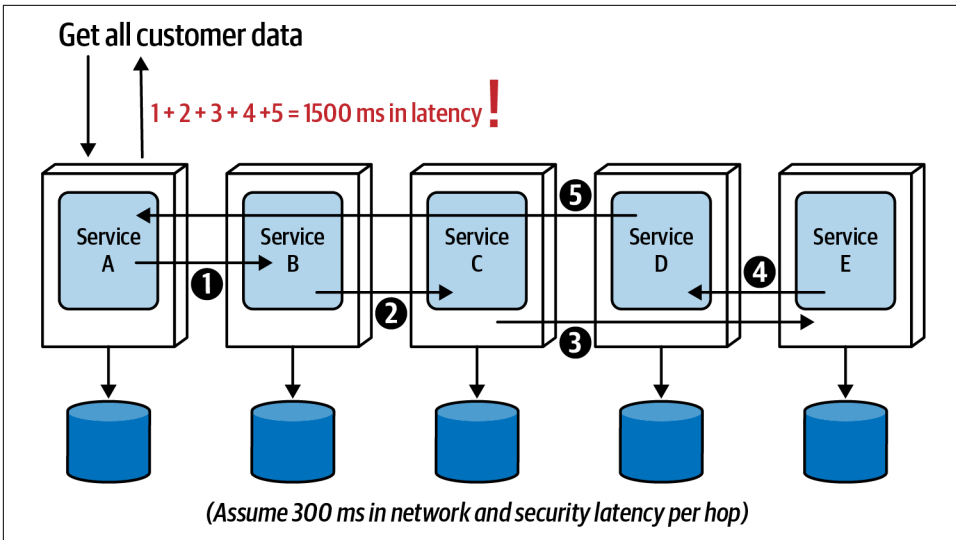 Get all customer data
1 + 2 + 3 + 4 +5 = 1500 ms in latency !
5
Service
A
Service
B
Service
C
Service
D
Service
E
1
2
4
3
(Assume 300 ms in network and security latency per hop)